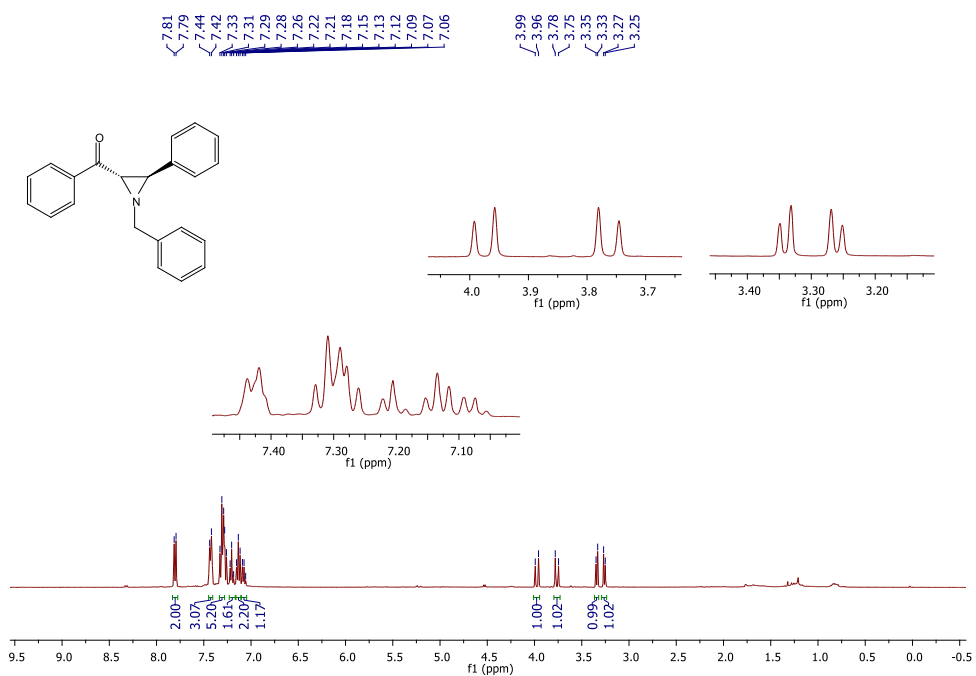 7.81 7.79 7.44 7.42 7.33 7.31 7.29 7.28 7.26 7.22 7.21 7.18 7.15 7.13 7.12 7.09 7.07 7.06 3.99 3.96 3.78 3.75 3.35 3.33 3.27 3.25
O
N
4.0 3.9 3.8 3.7
f1 (ppm)
3.40 3.30 3.20
f1 (ppm)
7.40 7.30 7.20 7.10
f1 (ppm)
2.00 3.07 5.20 1.61 2.20 1.17 1.00 1.02 0.99 1.02
9.5 9.0 8.5 8.0 7.5 7.0 6.5 6.0 5.5 5.0 4.5 4.0 3.5 3.0 2.5 2.0 1.5 1.0 0.5 0.0 -0.5
f1 (ppm)